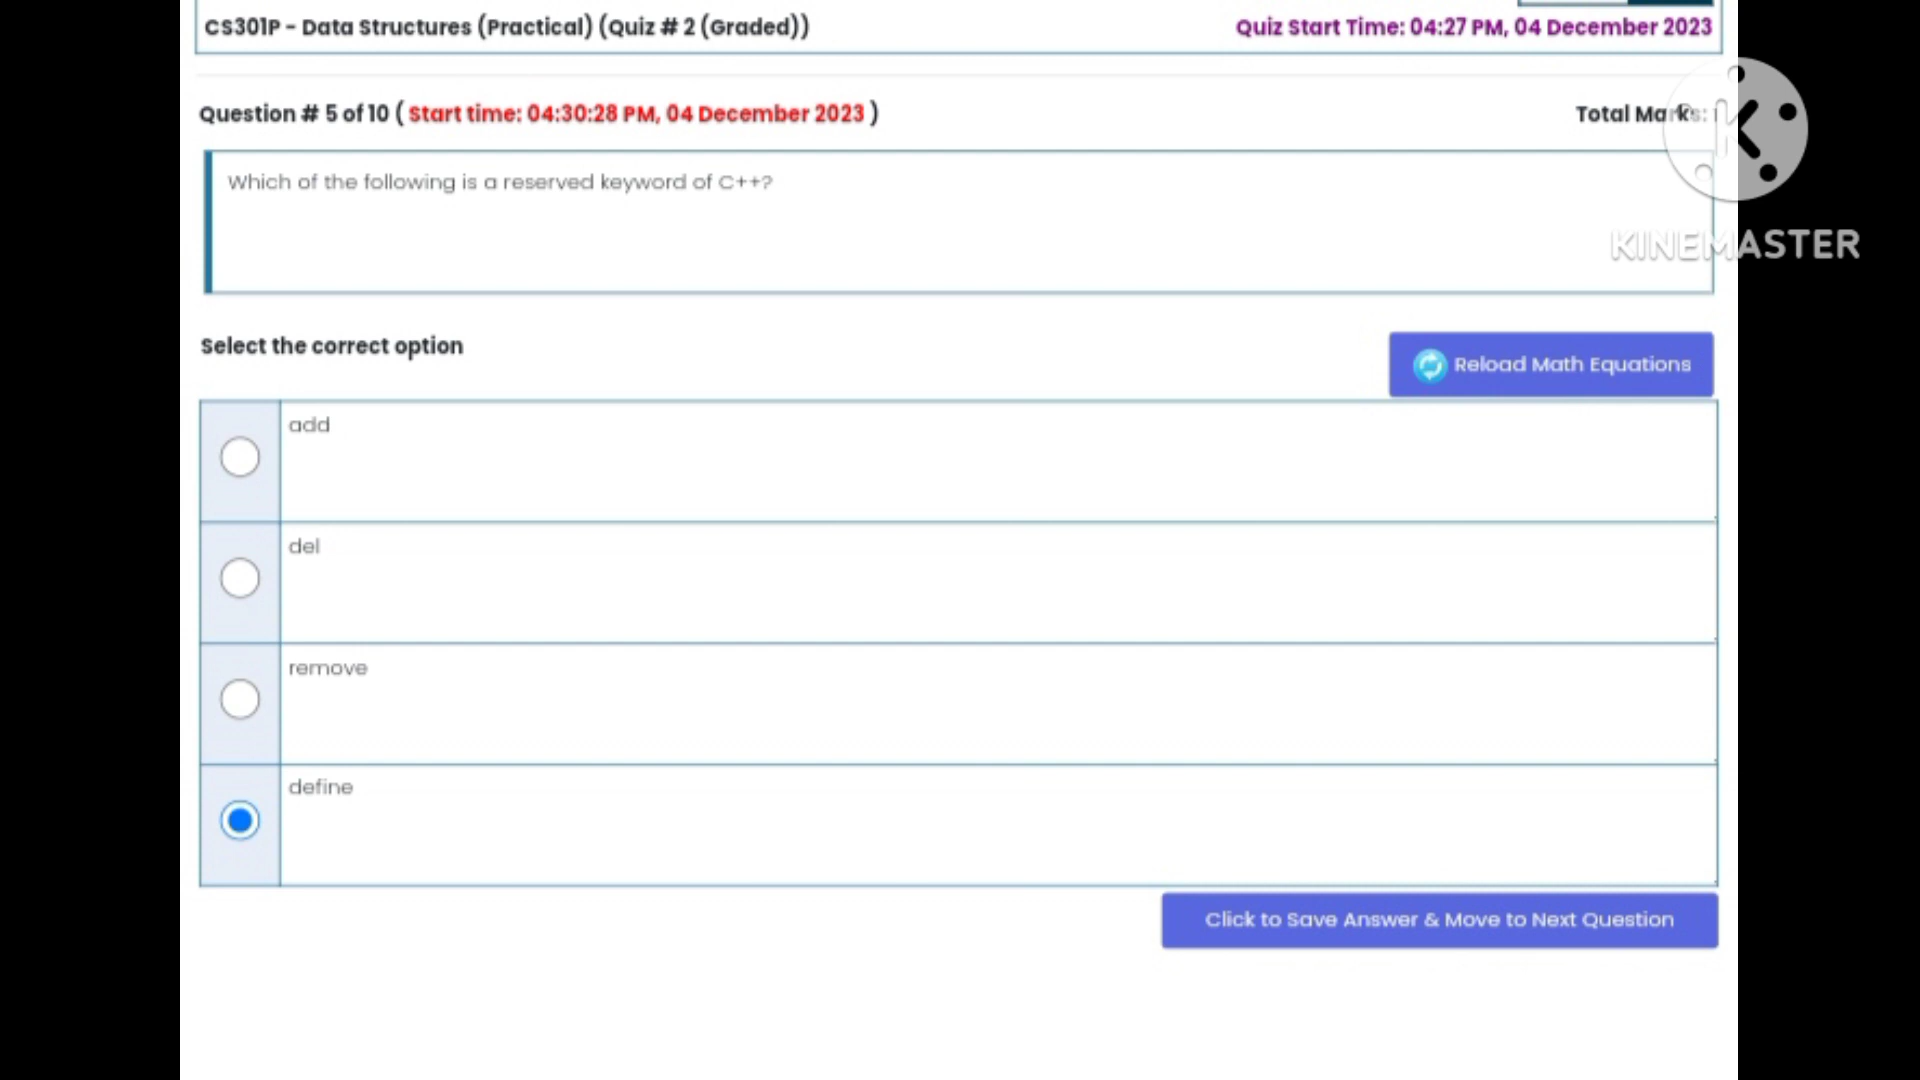 CS301P - Data Structures (Practical) (Quiz # 2 (Graded))
Quiz Start Time: 04:27 PM, 04 December 2023
Question # 5 of 10 ( Start time: 04:30:28 PM, 04 December 2023 )
Total Marks: 1
Which of the following is a reserved keyword of C++?
KINEMASTER
Select the correct option
Reload Math Equations
add
del
remove
define
Click to Save Answer & Move to Next Question